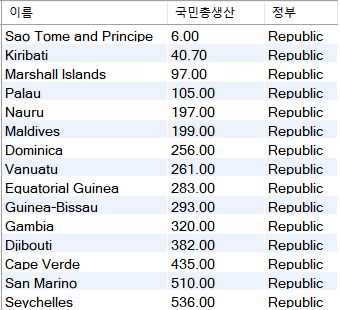 이름 국민총생산 정부
Sao Tome and Principe 6.00 Republic
Kiribati 40.70 Republic
Marshall Islands 97.00 Republic
Palau 105.00 Republic
Nauru 197.00 Republic
Maldives 199.00 Republic
Dominica 256.00 Republic
Vanuatu 261.00 Republic
Equatorial Guinea 283.00 Republic
Guinea-Bissau 293.00 Republic
Gambia 320.00 Republic
Djibouti 382.00 Republic
Cape Verde 435.00 Republic
San Marino 510.00 Republic
Seychelles 536.00 Republic